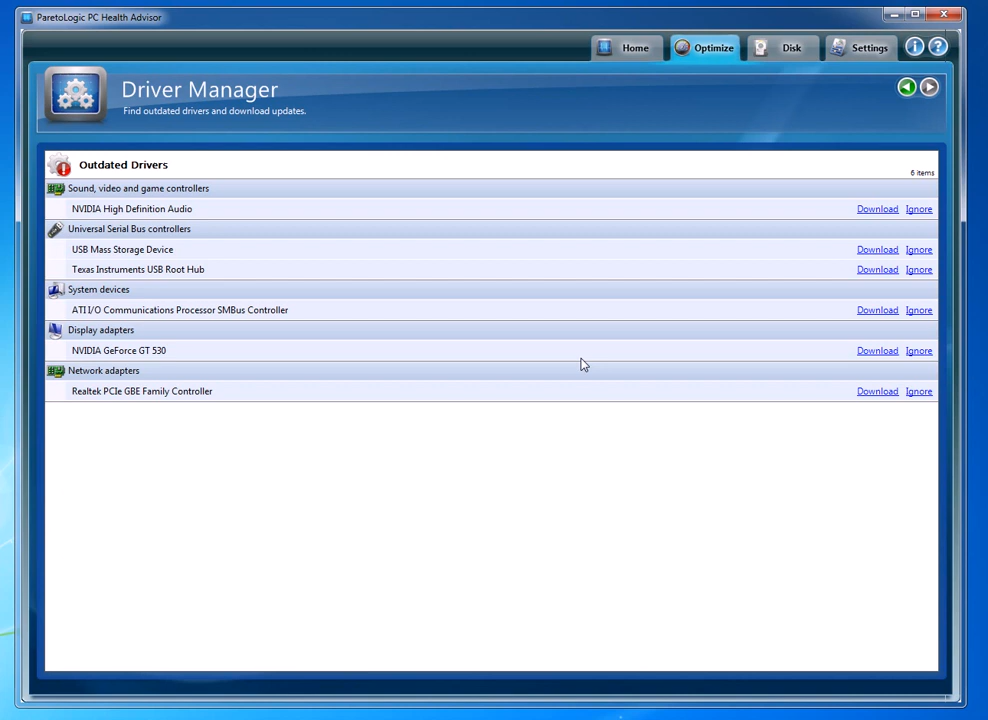 ParetoLogic PC Health Advisor
Home
Optimize
Disk
Settings
Driver Manager
Find outdated drivers and download updates.
Outdated Drivers
6 items
Sound, video and game controllers
NVIDIA High Definition Audio Download Ignore
Universal Serial Bus controllers
USB Mass Storage Device Download Ignore
Texas Instruments USB Root Hub Download Ignore
System devices
ATI I/O Communications Processor SMBus Controller Download Ignore
Display adapters
NVIDIA GeForce GT 530 Download Ignore
Network adapters
Realtek PCIe GBE Family Controller Download Ignore